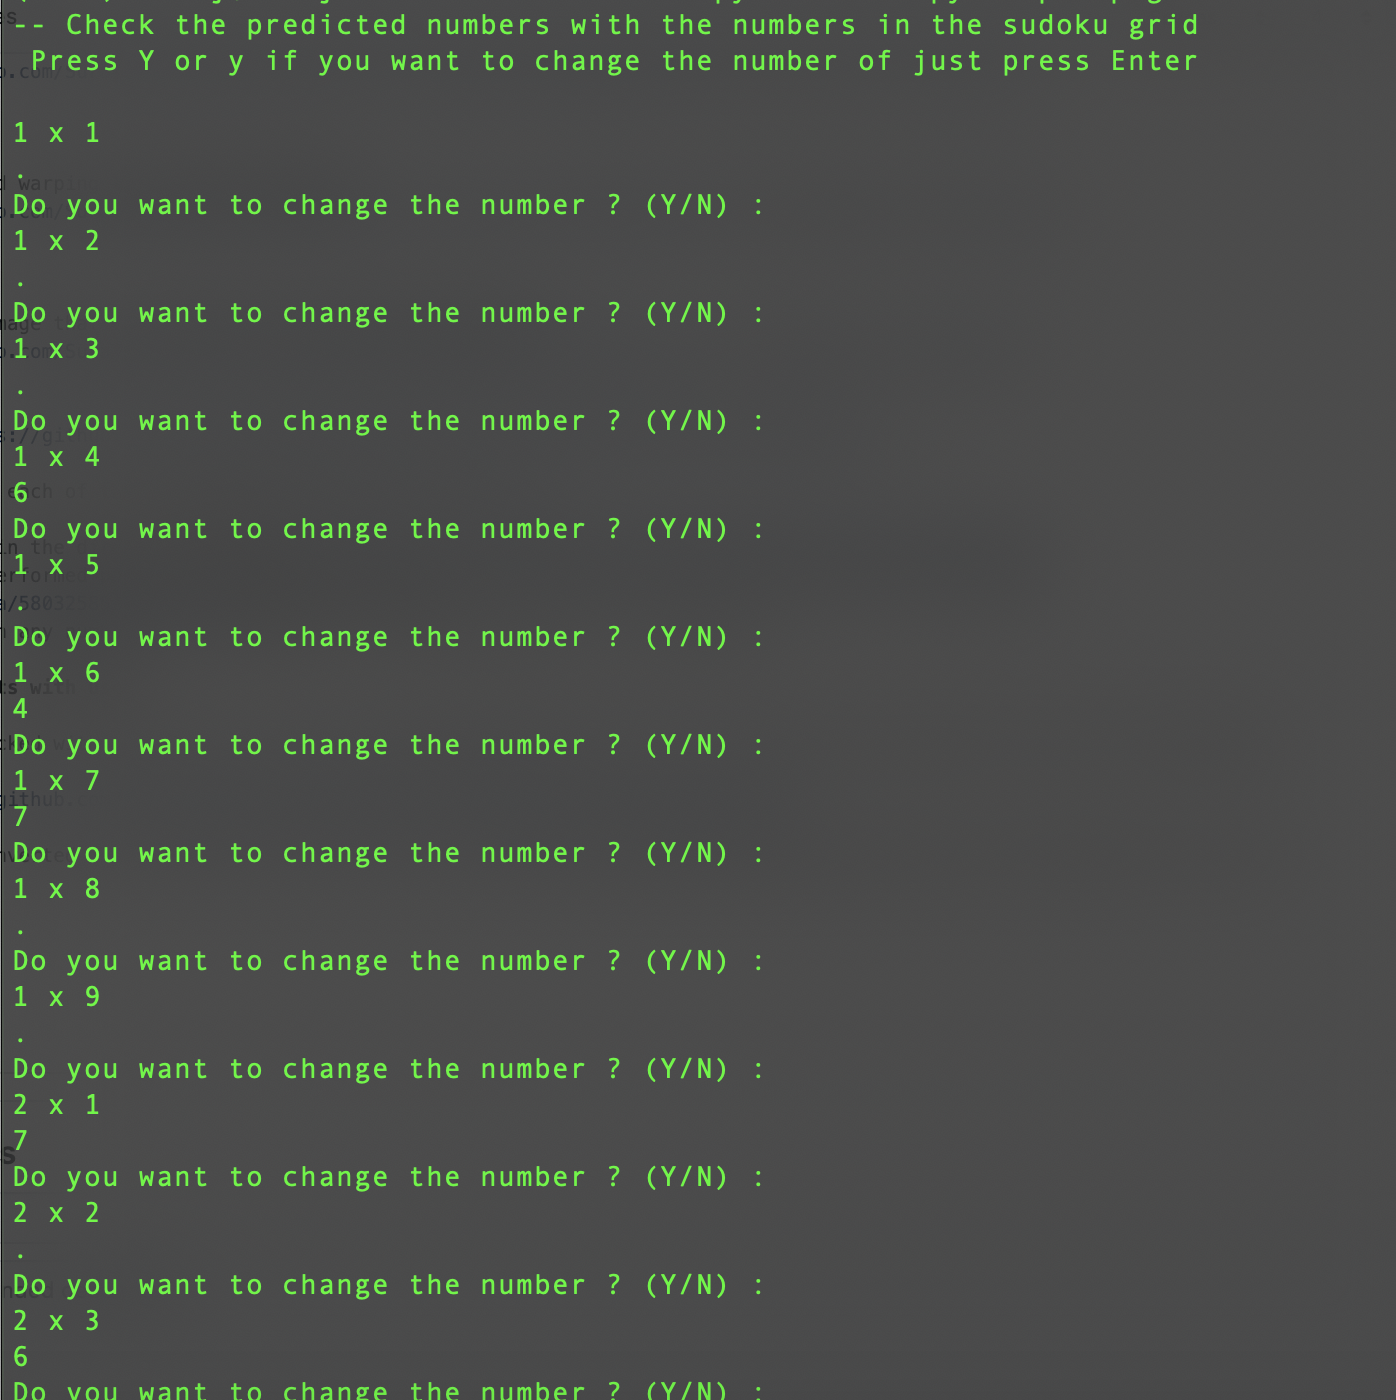 -- Check the predicted numbers with the numbers in the sudoku grid
Press Y or y if you want to change the number of just press Enter
1 x 1
.
Do you want to change the number ? (Y/N) :
1 x 2
.
Do you want to change the number ? (Y/N) :
1 x 3
.
Do you want to change the number ? (Y/N) :
1 x 4
6
Do you want to change the number ? (Y/N) :
1 x 5
.
Do you want to change the number ? (Y/N) :
1 x 6
4
Do you want to change the number ? (Y/N) :
1 x 7
7
Do you want to change the number ? (Y/N) :
1 x 8
.
Do you want to change the number ? (Y/N) :
1 x 9
.
Do you want to change the number ? (Y/N) :
2 x 1
7
Do you want to change the number ? (Y/N) :
2 x 2
.
Do you want to change the number ? (Y/N) :
2 x 3
6
Do you want to change the number ? (Y/N) :